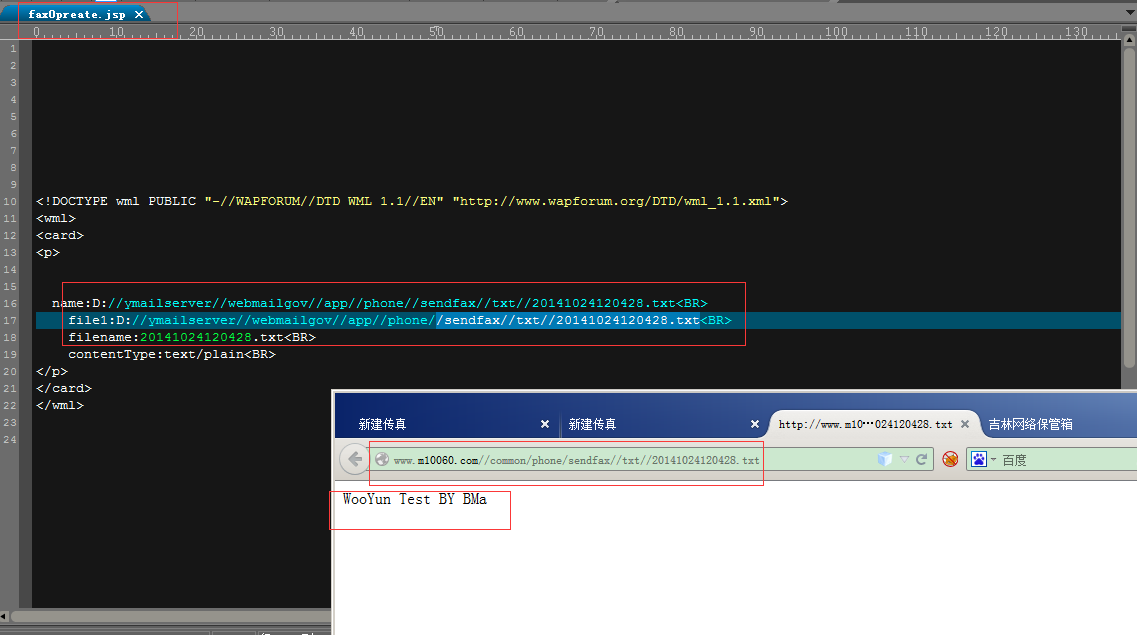 faxOpreate.jsp
0 10 20 30 40 50 60 70 80 90 100 110 120 130
1
2
3
4
5
6
7
8
9
10 <!DOCTYPE wml PUBLIC "-//WAPFORUM//DTD WML 1.1//EN" "http://www.wapforum.org/DTD/wml_1.1.xml">
11 <wml>
12 <card>
13 <p>
14
15
16 name:D://ymailserver//webmailgov//app//phone//sendfax//txt//20141024120428.txt<BR>
17 file1:D://ymailserver//webmailgov//app//phone//sendfax//txt//20141024120428.txt<BR>
18 filename:20141024120428.txt<BR>
19 contentType:text/plain<BR>
20 </p>
21 </card>
22 </wml>
23
24
新建传真 新建传真 http://www.m10···024120428.txt 吉林网络保管箱
www.m10060.com//common/phone/sendfax//txt//20141024120428.txt 百度
WooYun Test BY BMa